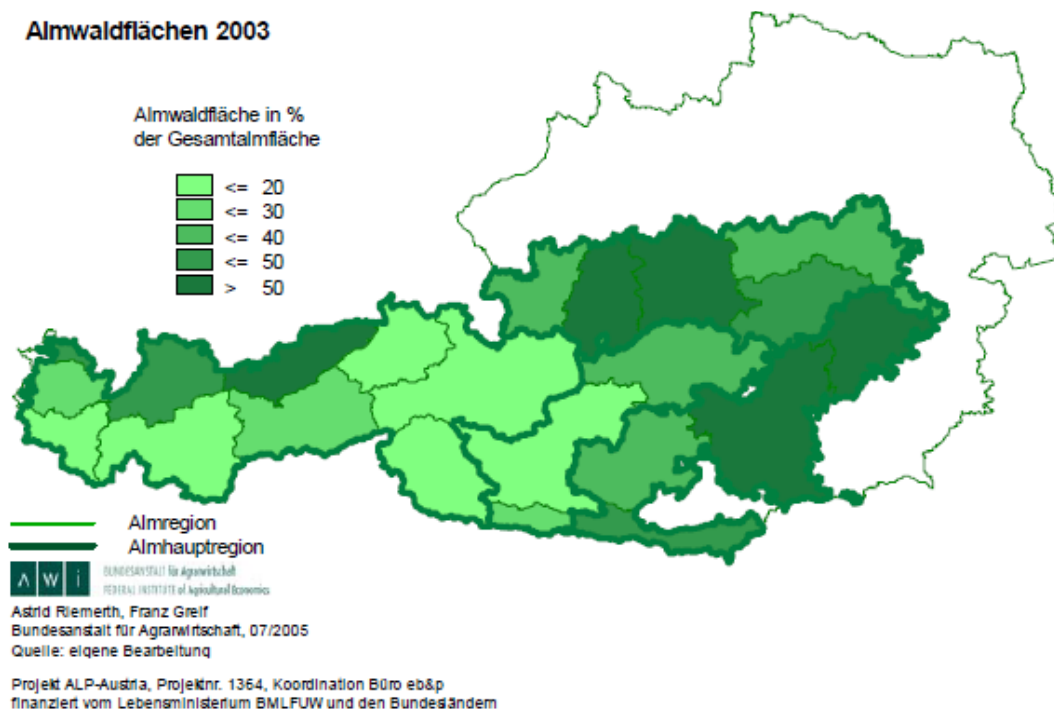 Almwaldflächen 2003
Almwaldfläche in %
der Gesamtalmfläche
<= 20
<= 30
<= 40
<= 50
> 50
Almregion
Almhauptregion
AWI
BUNDESANSTALT für Agrarwirtschaft
FEDERAL INSTITUTE of Agricultural Economics
Astrid Riemerth, Franz Greif
Bundesanstalt für Agrarwirtschaft, 07/2005
Quelle: eigene Bearbeitung
Projekt ALP-Austria, Projektnr. 1364, Koordination Büro eb&p
finanziert vom Lebensministerium BMLFUW und den Bundesländern